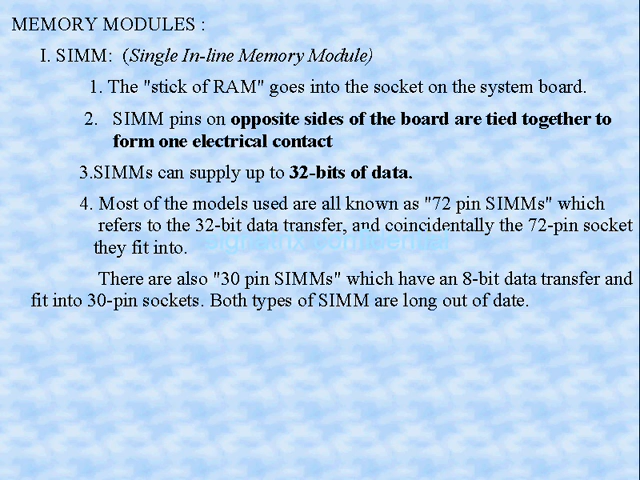 MEMORY MODULES :
I. SIMM: (Single In-line Memory Module)
1. The "stick of RAM" goes into the socket on the system board.
2. SIMM pins on opposite sides of the board are tied together to
form one electrical contact
3.SIMMs can supply up to 32-bits of data.
4. Most of the models used are all known as "72 pin SIMMs" which
refers to the 32-bit data transfer, and coincidentally the 72-pin socket
they fit into.
There are also "30 pin SIMMs" which have an 8-bit data transfer and
fit into 30-pin sockets. Both types of SIMM are long out of date.